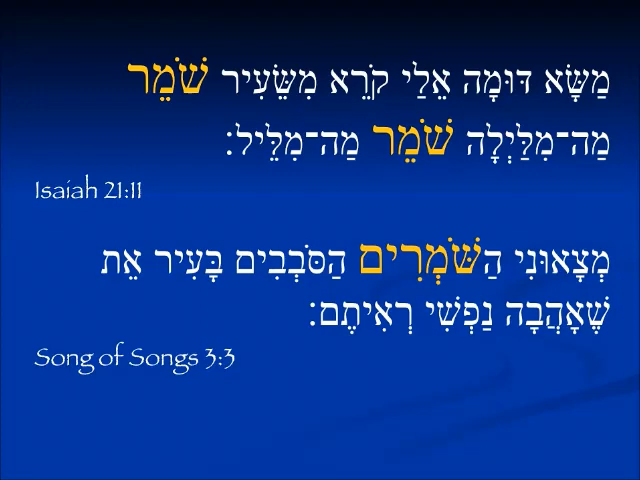 מַשָּׂא דּוּמָה אֵלַי קֹרֵא מִשֵּׂעִיר שֹׁמֵר
מַה־מִלַּיְלָה שֹׁמֵר מַה־מִלֵּיל׃
Isaiah 21:11
מְצָאוּנִי הַשֹּׁמְרִים הַסֹּבְבִים בָּעִיר אֵת
שֶׁאָהֲבָה נַפְשִׁי רְאִיתֶם׃
Song of Songs 3:3